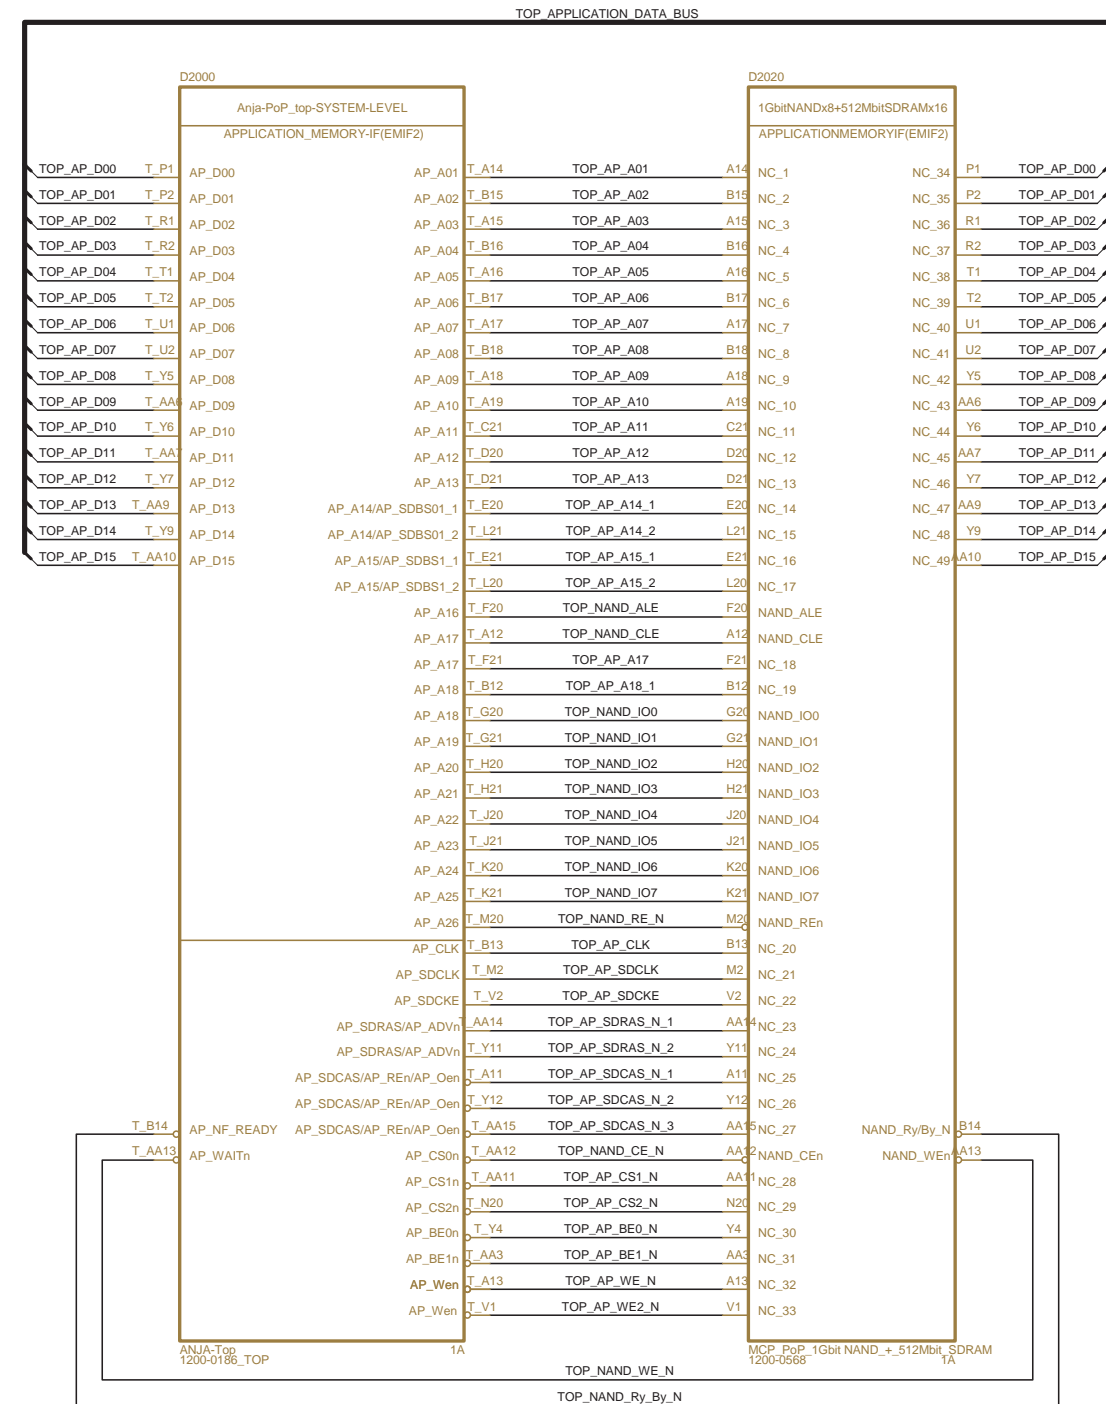 TOP_APPLICATION_DATA_BUS
D2000 D2020
Anja-PoP_top-SYSTEM-LEVEL 1GbitNANDx8+512MbitSDRAMx16
APPLICATION_MEMORY-IF(EMIF2) APPLICATIONMEMORYIF(EMIF2)
TOP_AP_D00 T_P1 AP_D00 AP_A01 T_A14 TOP_AP_A01 A14 NC_1 NC_34 P1 TOP_AP_D00
TOP_AP_D01 T_P2 AP_D01 AP_A02 T_B15 TOP_AP_A02 B15 NC_2 NC_35 P2 TOP_AP_D01
TOP_AP_D02 T_R1 AP_D02 AP_A03 T_A15 TOP_AP_A03 A15 NC_3 NC_36 R1 TOP_AP_D02
TOP_AP_D03 T_R2 AP_D03 AP_A04 T_B16 TOP_AP_A04 B16 NC_4 NC_37 R2 TOP_AP_D03
TOP_AP_D04 T_T1 AP_D04 AP_A05 T_A16 TOP_AP_A05 A16 NC_5 NC_38 T1 TOP_AP_D04
TOP_AP_D05 T_T2 AP_D05 AP_A06 T_B17 TOP_AP_A06 B17 NC_6 NC_39 T2 TOP_AP_D05
TOP_AP_D06 T_U1 AP_D06 AP_A07 T_A17 TOP_AP_A07 A17 NC_7 NC_40 U1 TOP_AP_D06
TOP_AP_D07 T_U2 AP_D07 AP_A08 T_B18 TOP_AP_A08 B18 NC_8 NC_41 U2 TOP_AP_D07
TOP_AP_D08 T_Y5 AP_D08 AP_A09 T_A18 TOP_AP_A09 A18 NC_9 NC_42 Y5 TOP_AP_D08
TOP_AP_D09 T_AA6 AP_D09 AP_A10 T_A19 TOP_AP_A10 A19 NC_10 NC_43 AA6 TOP_AP_D09
TOP_AP_D10 T_Y6 AP_D10 AP_A11 T_C21 TOP_AP_A11 C21 NC_11 NC_44 Y6 TOP_AP_D10
TOP_AP_D11 T_AA7 AP_D11 AP_A12 T_D20 TOP_AP_A12 D20 NC_12 NC_45 AA7 TOP_AP_D11
TOP_AP_D12 T_Y7 AP_D12 AP_A13 T_D21 TOP_AP_A13 D21 NC_13 NC_46 Y7 TOP_AP_D12
TOP_AP_D13 T_AA9 AP_D13 AP_A14/AP_SDBS01_1 T_E20 TOP_AP_A14_1 E20 NC_14 NC_47 AA9 TOP_AP_D13
TOP_AP_D14 T_Y9 AP_D14 AP_A14/AP_SDBS01_2 T_L21 TOP_AP_A14_2 L21 NC_15 NC_48 Y9 TOP_AP_D14
TOP_AP_D15 T_AA10 AP_D15 AP_A15/AP_SDBS1_1 T_E21 TOP_AP_A15_1 E21 NC_16 NC_49 AA10 TOP_AP_D15
AP_A15/AP_SDBS1_2 T_L20 TOP_AP_A15_2 L20 NC_17
AP_A16 T_F20 TOP_NAND_ALE F20 NAND_ALE
AP_A17 T_A12 TOP_NAND_CLE A12 NAND_CLE
AP_A17 T_F21 TOP_AP_A17 F21 NC_18
AP_A18 T_B12 TOP_AP_A18_1 B12 NC_19
AP_A18 T_G20 TOP_NAND_IO0 G20 NAND_IO0
AP_A19 T_G21 TOP_NAND_IO1 G21 NAND_IO1
AP_A20 T_H20 TOP_NAND_IO2 H20 NAND_IO2
AP_A21 T_H21 TOP_NAND_IO3 H21 NAND_IO3
AP_A22 T_J20 TOP_NAND_IO4 J20 NAND_IO4
AP_A23 T_J21 TOP_NAND_IO5 J21 NAND_IO5
AP_A24 T_K20 TOP_NAND_IO6 K20 NAND_IO6
AP_A25 T_K21 TOP_NAND_IO7 K21 NAND_IO7
AP_A26 T_M20 TOP_NAND_RE_N M20 NAND_REn
AP_CLK T_B13 TOP_AP_CLK B13 NC_20
AP_SDCLK T_M2 TOP_AP_SDCLK M2 NC_21
AP_SDCKE T_V2 TOP_AP_SDCKE V2 NC_22
AP_SDRAS/AP_ADVn T_AA14 TOP_AP_SDRAS_N_1 AA14 NC_23
AP_SDRAS/AP_ADVn T_Y11 TOP_AP_SDRAS_N_2 Y11 NC_24
AP_SDCAS/AP_REn/AP_Oen T_A11 TOP_AP_SDCAS_N_1 A11 NC_25
AP_SDCAS/AP_REn/AP_Oen T_Y12 TOP_AP_SDCAS_N_2 Y12 NC_26
T_B14 AP_NF_READY AP_SDCAS/AP_REn/AP_Oen T_AA15 TOP_AP_SDCAS_N_3 AA15 NC_27 NAND_Ry/By_N B14
T_AA13 AP_WAITn AP_CS0n T_AA12 TOP_NAND_CE_N AA12 NAND_CEn NAND_WEn AA13
AP_CS1n T_AA11 TOP_AP_CS1_N AA11 NC_28
AP_CS2n T_N20 TOP_AP_CS2_N N20 NC_29
AP_BE0n T_Y4 TOP_AP_BE0_N Y4 NC_30
AP_BE1n T_AA3 TOP_AP_BE1_N AA3 NC_31
AP_Wen T_A13 TOP_AP_WE_N A13 NC_32
AP_Wen T_V1 TOP_AP_WE2_N V1 NC_33
ANJA-Top 1A MCP_PoP_1Gbit NAND_+_512Mbit_SDRAM
1200-0186_TOP 1200-0568 1A
TOP_NAND_WE_N
TOP_NAND_Ry_By_N